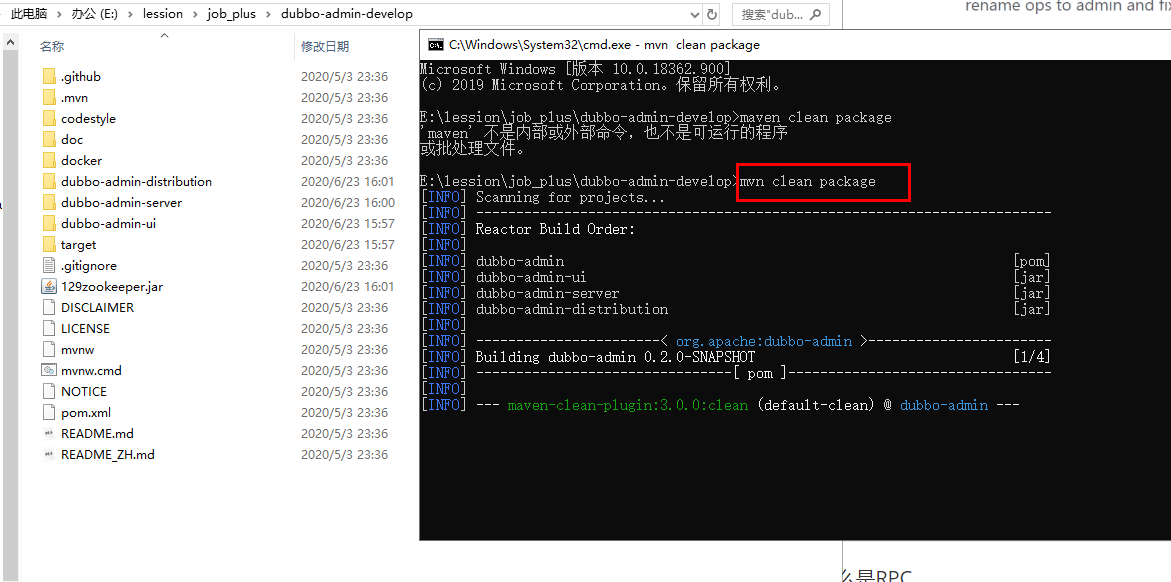 此电脑 › 办公 (E:) › lession › job_plus › dubbo-admin-develop
搜索"dub...
rename ops to admin and fix
名称 修改日期
.github 2020/5/3 23:36
.mvn 2020/5/3 23:36
codestyle 2020/5/3 23:36
doc 2020/5/3 23:36
docker 2020/5/3 23:36
dubbo-admin-distribution 2020/6/23 16:01
dubbo-admin-server 2020/6/23 16:00
dubbo-admin-ui 2020/6/23 15:57
target 2020/6/23 15:57
.gitignore 2020/5/3 23:36
129zookeeper.jar 2020/6/23 16:01
DISCLAIMER 2020/5/3 23:36
LICENSE 2020/5/3 23:36
mvnw 2020/5/3 23:36
mvnw.cmd 2020/5/3 23:36
NOTICE 2020/5/3 23:36
pom.xml 2020/5/3 23:36
README.md 2020/5/3 23:36
README_ZH.md 2020/5/3 23:36
C:\Windows\System32\cmd.exe - mvn clean package
Microsoft Windows [版本 10.0.18362.900]
(c) 2019 Microsoft Corporation。保留所有权利。
E:\lession\job_plus\dubbo-admin-develop>maven clean package
'maven' 不是内部或外部命令，也不是可运行的程序
或批处理文件。
E:\lession\job_plus\dubbo-admin-develop>mvn clean package
[INFO] Scanning for projects...
[INFO] ------------------------------------------------------------------------
[INFO] Reactor Build Order:
[INFO]
[INFO] dubbo-admin [pom]
[INFO] dubbo-admin-ui [jar]
[INFO] dubbo-admin-server [jar]
[INFO] dubbo-admin-distribution [jar]
[INFO]
[INFO] -----------------------< org.apache:dubbo-admin >-----------------------
[INFO] Building dubbo-admin 0.2.0-SNAPSHOT [1/4]
[INFO] --------------------------------[ pom ]---------------------------------
[INFO]
[INFO] --- maven-clean-plugin:3.0.0:clean (default-clean) @ dubbo-admin ---
么是RPC